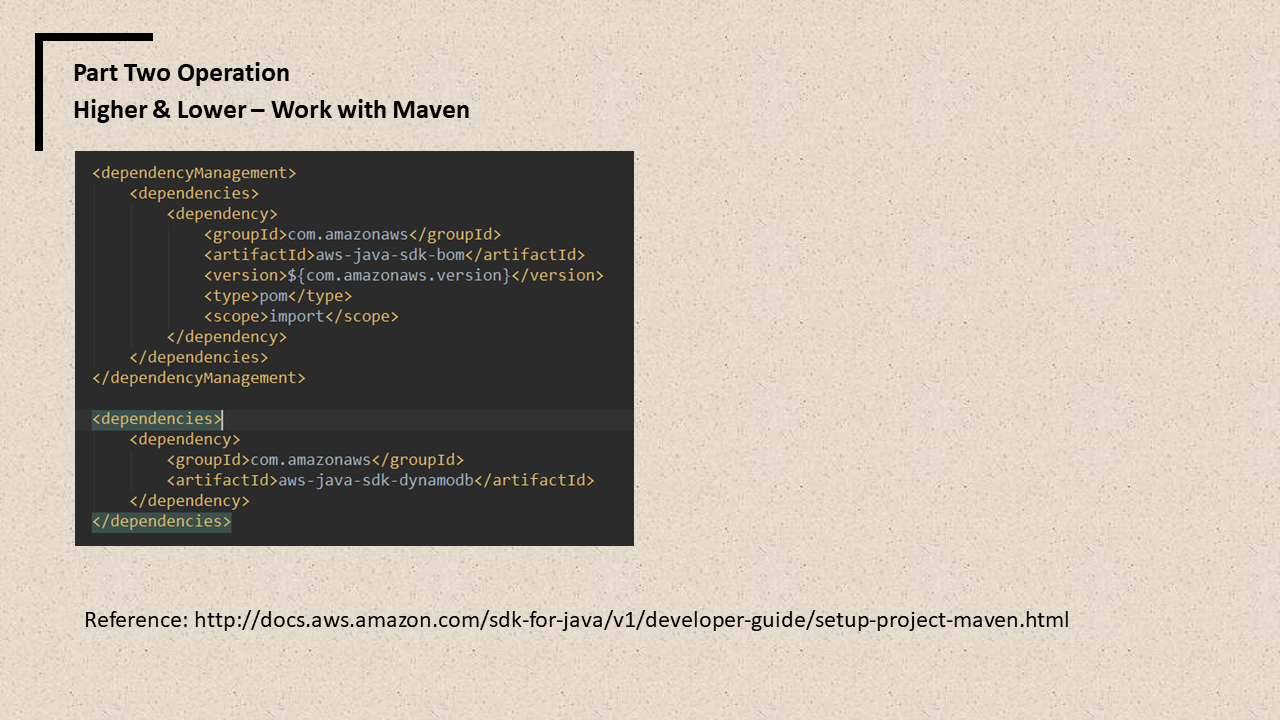 Part Two Operation
Higher & Lower – Work with Maven
<dependencyManagement>
    <dependencies>
        <dependency>
            <groupId>com.amazonaws</groupId>
            <artifactId>aws-java-sdk-bom</artifactId>
            <version>${com.amazonaws.version}</version>
            <type>pom</type>
            <scope>import</scope>
        </dependency>
    </dependencies>
</dependencyManagement>
<dependencies>
    <dependency>
        <groupId>com.amazonaws</groupId>
        <artifactId>aws-java-sdk-dynamodb</artifactId>
    </dependency>
</dependencies>
Reference: http://docs.aws.amazon.com/sdk-for-java/v1/developer-guide/setup-project-maven.html